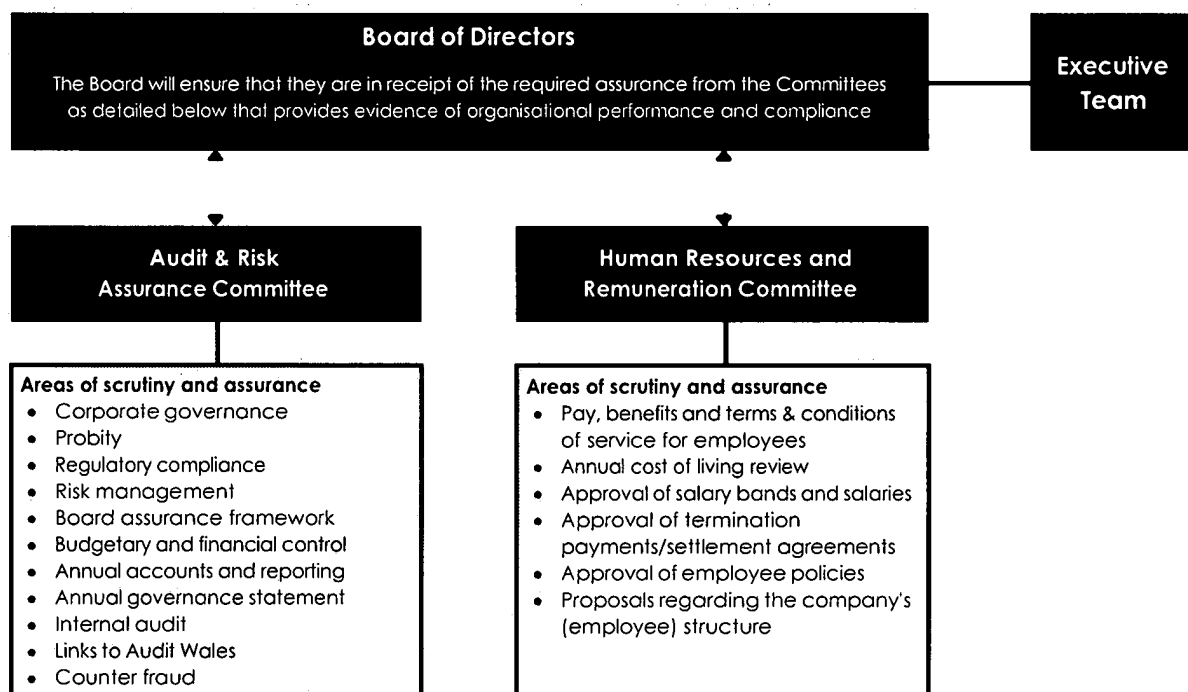 Board of Directors
The Board will ensure that they are in receipt of the required assurance from the Committees
as detailed below that provides evidence of organisational performance and compliance
Executive
Team
Audit & Risk
Assurance Committee
Areas of scrutiny and assurance
• Corporate governance
• Probity
• Regulatory compliance
• Risk management
• Board assurance framework
• Budgetary and financial control
• Annual accounts and reporting
• Annual governance statement
• Internal audit
• Links to Audit Wales
• Counter fraud
Human Resources and
Remuneration Committee
Areas of scrutiny and assurance
• Pay, benefits and terms & conditions
of service for employees
• Annual cost of living review
• Approval of salary bands and salaries
• Approval of termination
payments/settlement agreements
• Approval of employee policies
• Proposals regarding the company's
(employee) structure